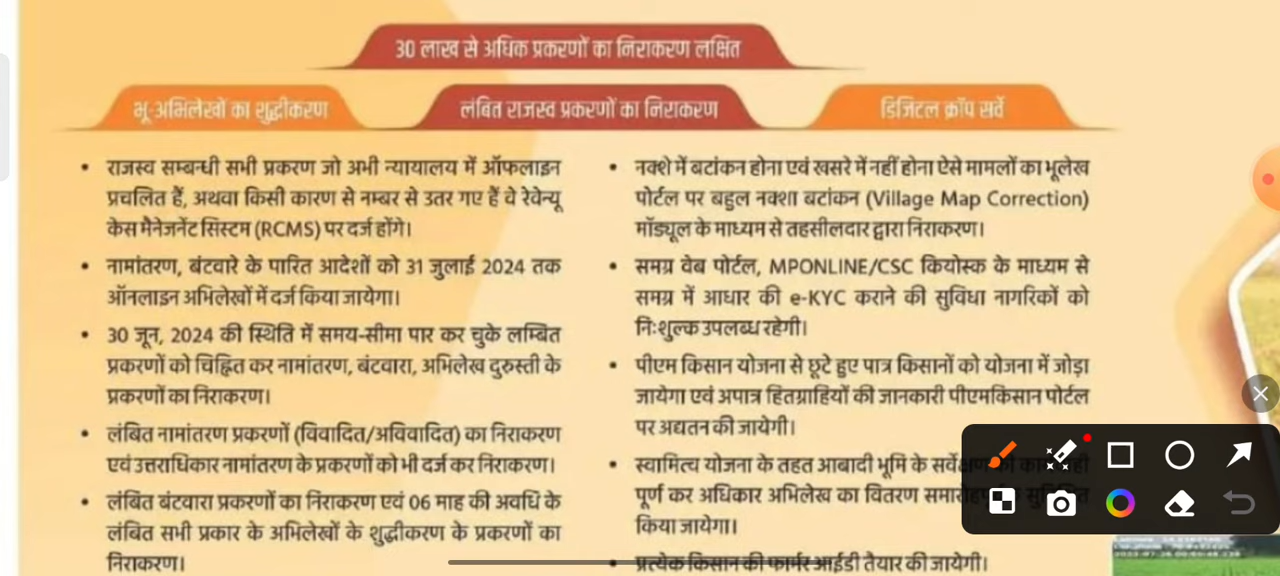 30 लाख से अधिक प्रकरणों का निराकरण लक्षित
भू-अभिलेखों का शुद्धीकरण
लंबित राजस्व प्रकरणों का निराकरण
डिजिटल क्रॉप सर्वे
• राजस्व सम्बन्धी सभी प्रकरण जो अभी न्यायालय में ऑफलाइन
प्रचलित हैं, अथवा किसी कारण से नम्बर से उतर गए हैं वे रेवेन्यू
केस मैनेजनेंट सिस्टम (RCMS) पर दर्ज होंगे।
• नामांतरण, बंटवारे के पारित आदेशों को 31 जुलाई 2024 तक
ऑनलाइन अभिलेखों में दर्ज किया जायेगा।
• 30 जून, 2024 की स्थिति में समय-सीमा पार कर चुके लम्बित
प्रकरणों को चिह्नित कर नामांतरण, बंटवारा, अभिलेख दुरुस्ती के
प्रकरणों का निराकरण।
• लंबित नामांतरण प्रकरणों (विवादित/अविवादित) का निराकरण
एवं उत्तराधिकार नामांतरण के प्रकरणों को भी दर्ज कर निराकरण।
• लंबित बंटवारा प्रकरणों का निराकरण एवं 06 माह की अवधि के
लंबित सभी प्रकार के अभिलेखों के शुद्धीकरण के प्रकरणों का
निराकरण।
• नक्शे में बटांकन होना एवं खसरे में नहीं होना ऐसे मामलों का भूलेख
पोर्टल पर बहुल नक्शा बटांकन (Village Map Correction)
मॉड्यूल के माध्यम से तहसीलदार द्वारा निराकरण।
• समग्र वेब पोर्टल, MPONLINE/CSC कियोस्क के माध्यम से
समग्र में आधार की e-KYC कराने की सुविधा नागरिकों को
निःशुल्क उपलब्ध रहेगी।
• पीएम किसान योजना से छूटे हुए पात्र किसानों को योजना में जोड़ा
जायेगा एवं अपात्र हितग्राहियों की जानकारी पीएमकिसान पोर्टल
पर अद्यतन की जायेगी।
• स्वामित्व योजना के तहत आबादी भूमि के सर्वेक्षण की कार्यवाही
पूर्ण कर अधिकार अभिलेख का वितरण समारोहपूर्वक सुनिश्चित
किया जायेगा।
• प्रत्येक किसान की फार्मर आईडी तैयार की जायेगी।